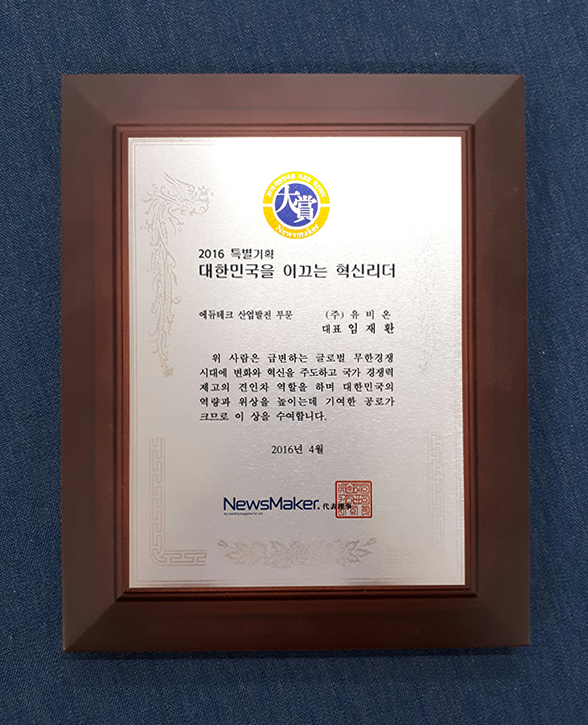 大賞
Newsmaker
2016 특별기획
대한민국을 이끄는 혁신리더
에듀테크 산업발전 부문 (주) 유 비 온
대표 임 재 환
위 사람은 급변하는 글로벌 무한경쟁
시대에 변화와 혁신을 주도하고 국가 경쟁력
제고의 견인차 역할을 하며 대한민국의
역량과 위상을 높이는데 기여한 공로가
크므로 이 상을 수여합니다.
2016년 4월
NewsMaker. 代表理事